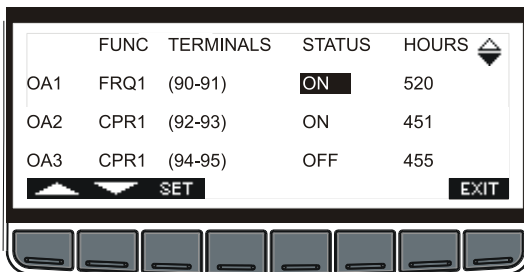 FUNC TERMINALS STATUS HOURS
OA1 FRQ1 (90-91) ON 520
OA2 CPR1 (92-93) ON 451
OA3 CPR1 (94-95) OFF 455
SET EXIT